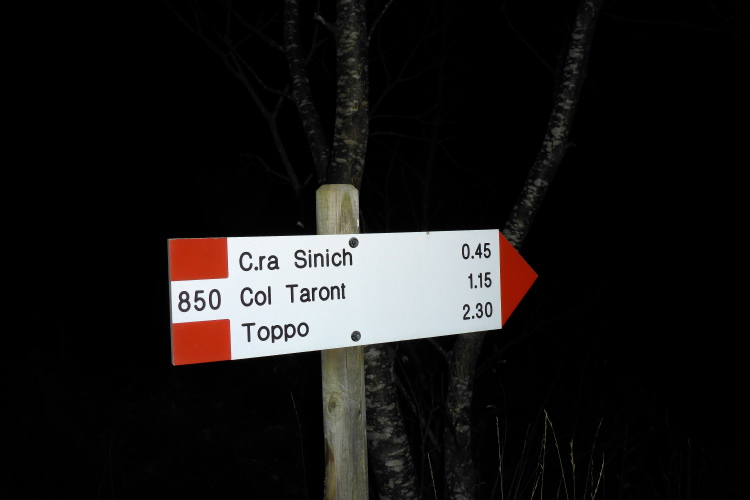 C.ra Sinich 0.45
850 Col Taront 1.15
Toppo 2.30